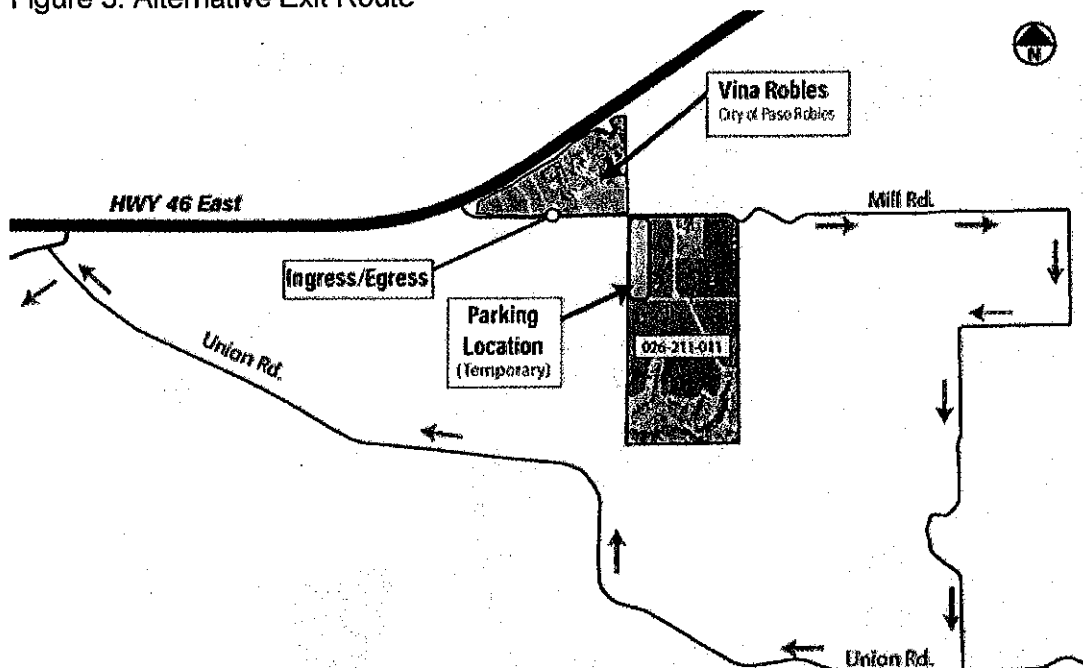 Figure 3. Alternative Exit Route
N
Vina Robles
City of Paso Robles
HWY 46 East
Mill Rd.
Ingress/Egress
Parking
Location
(Temporary)
026-211-011
Union Rd.
Union Rd.